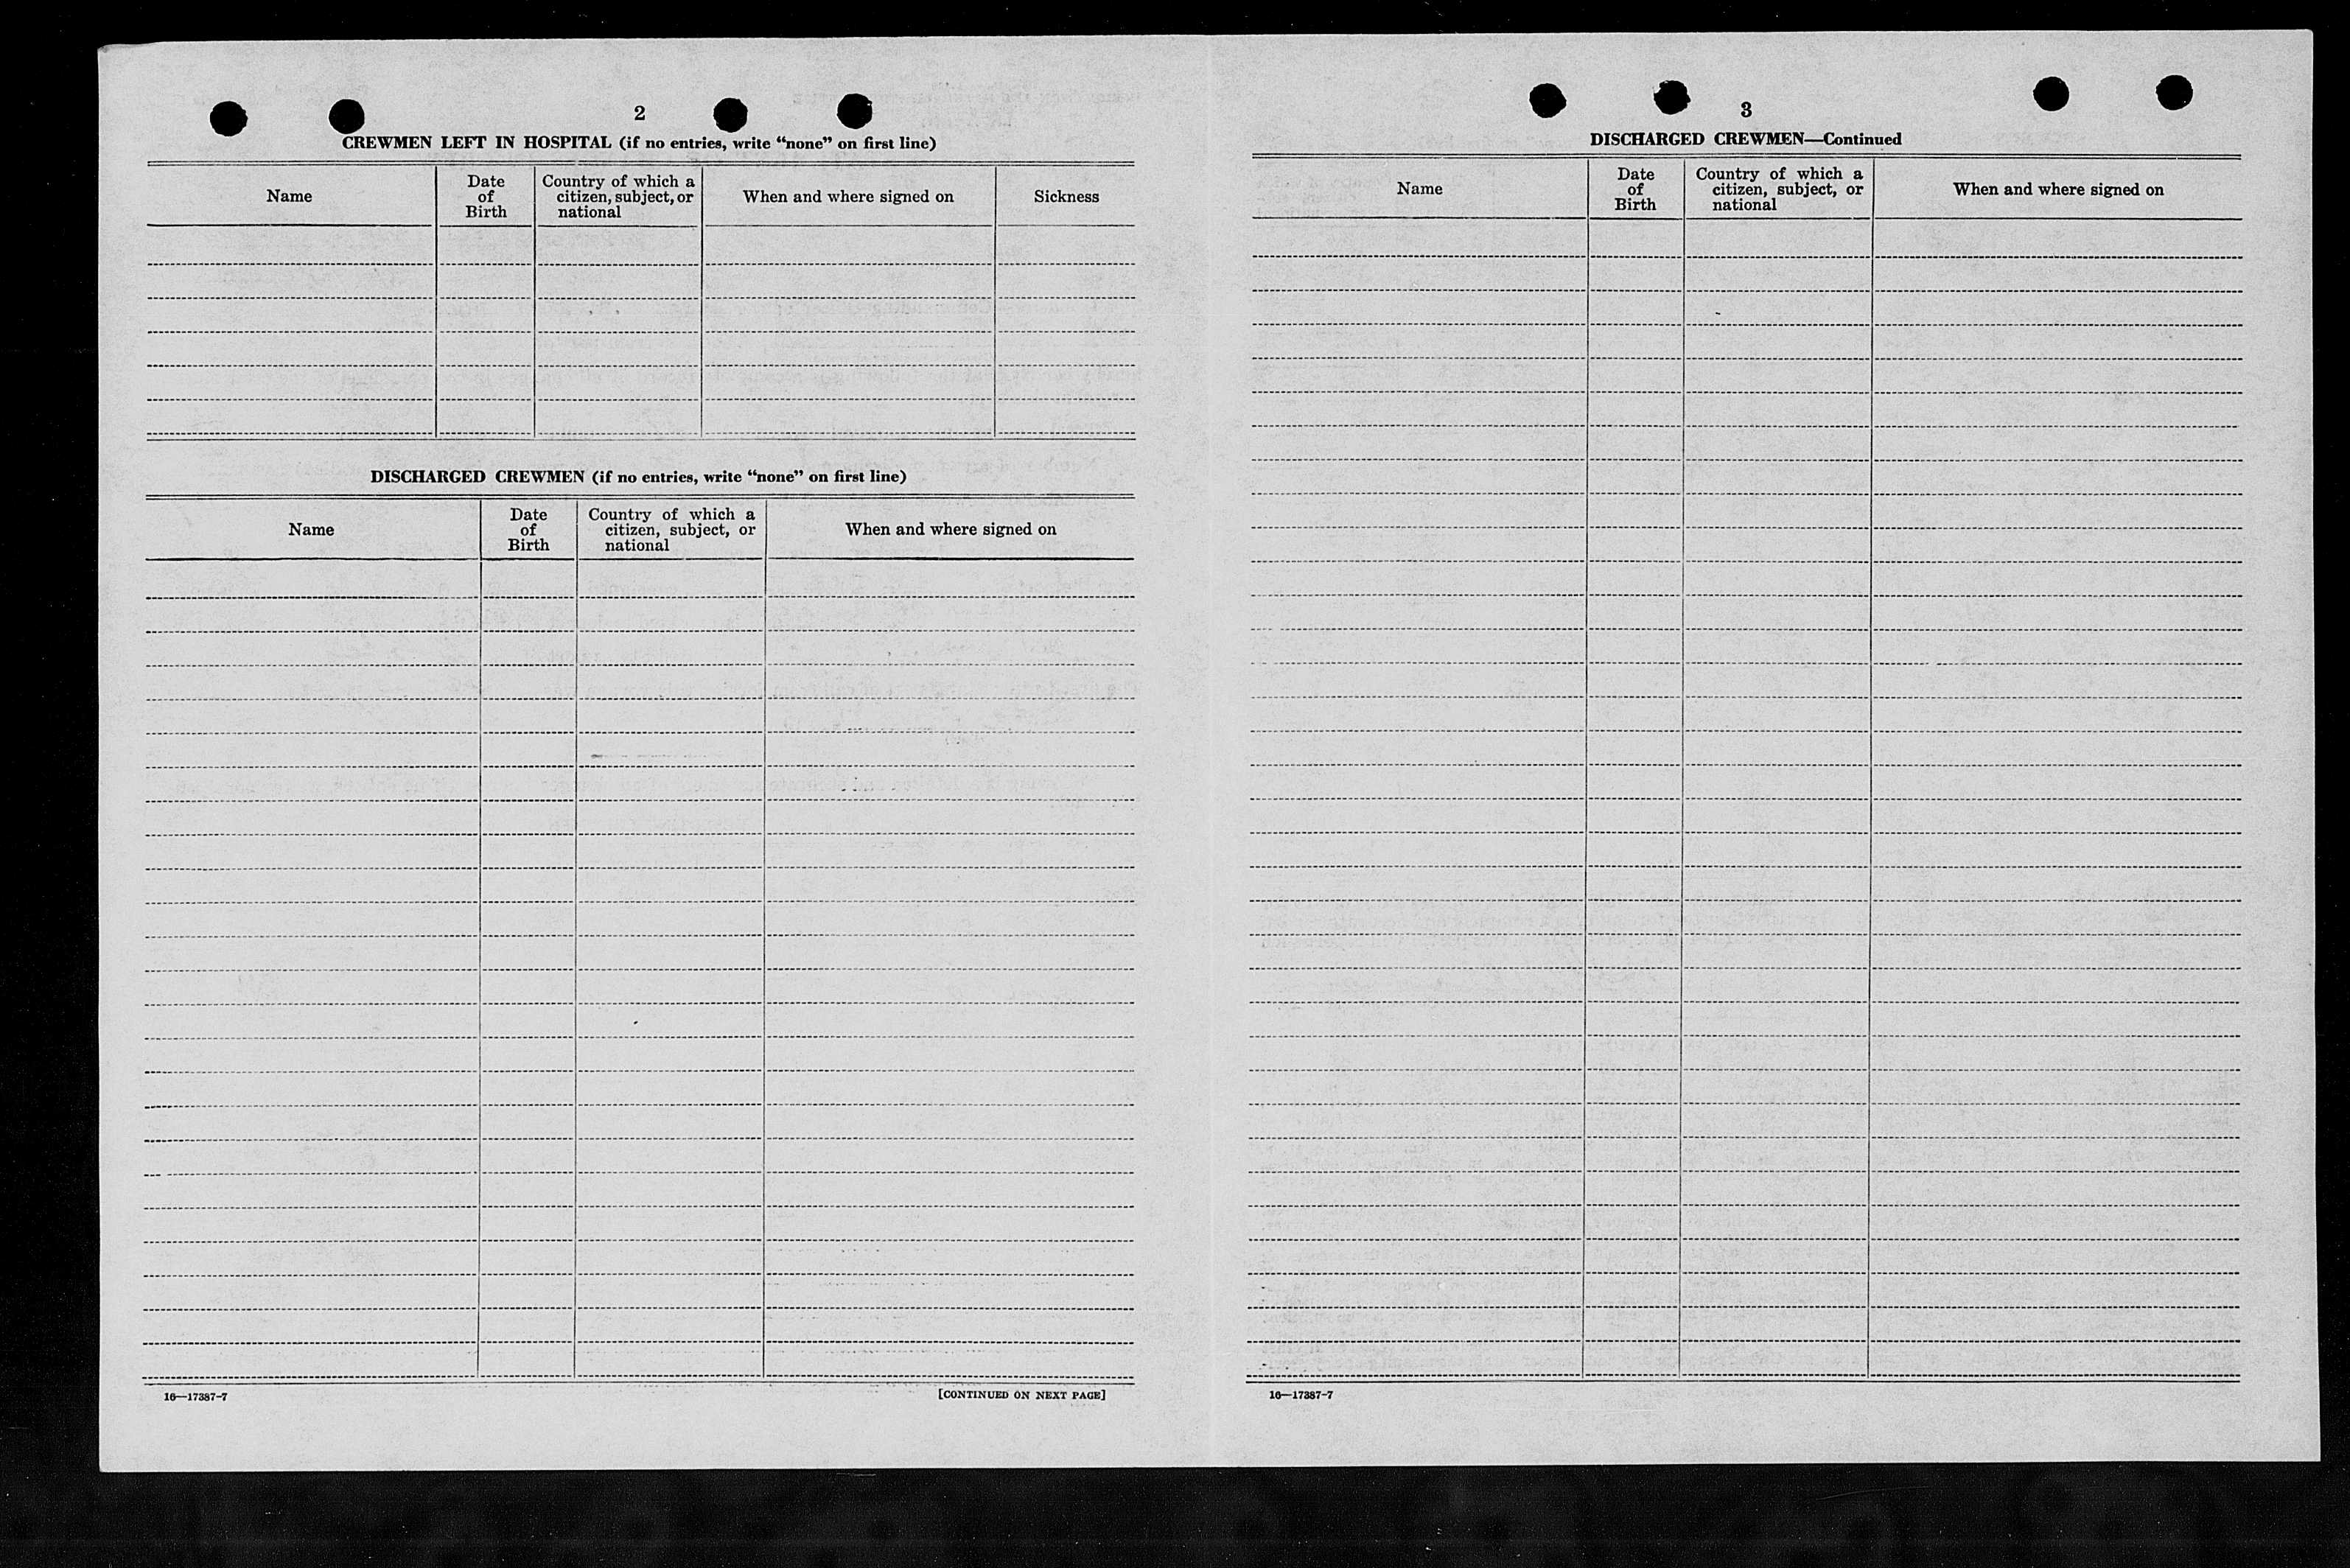 2
CREWMEN LEFT IN HOSPITAL (if no entries, write “none” on first line)
Name
Date
of
Birth
Country of which a
citizen, subject, or
national
When and where signed on
Sickness
DISCHARGED CREWMEN (if no entries, write “none” on first line)
Name
Date
of
Birth
Country of which a
citizen, subject, or
national
When and where signed on
16—17387-7
[CONTINUED ON NEXT PAGE]
3
DISCHARGED CREWMEN—Continued
Name
Date
of
Birth
Country of which a
citizen, subject, or
national
When and where signed on
16—17387-7